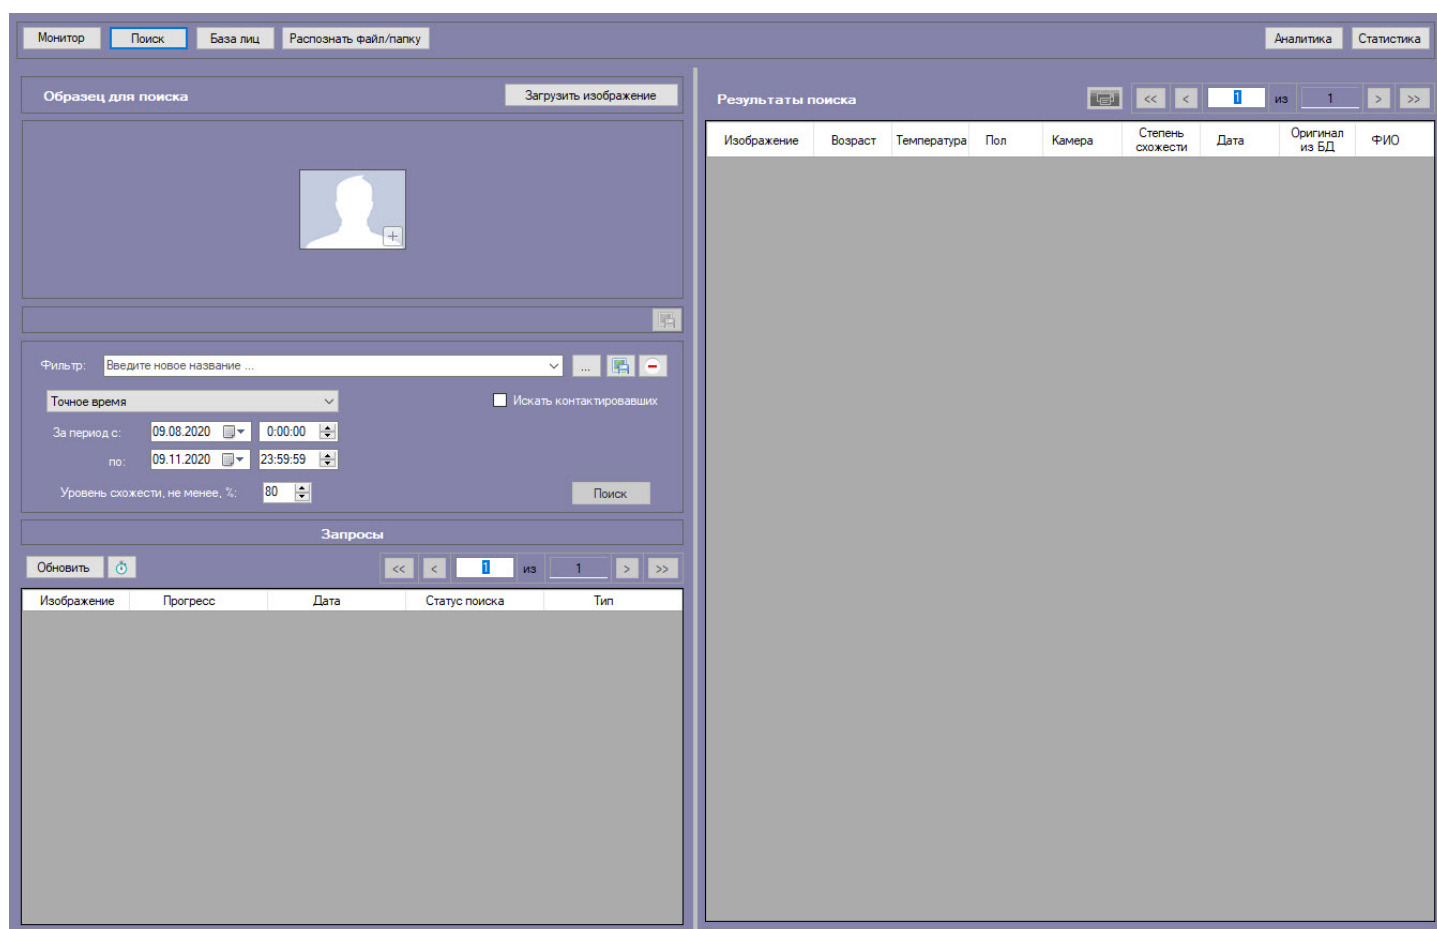 Монитор Поиск База лиц Распознать файл/папку Аналитика Статистика
Образец для поиска Загрузить изображение
Фильтр: Введите новое название ... ...
Точное время Искать контактировавших
За период с: 09.08.2020 0:00:00
по: 09.11.2020 23:59:59
Уровень схожести, не менее, %: 80 Поиск
Запросы
Обновить << < 1 из 1 > >>
Изображение Прогресс Дата Статус поиска Тип
Результаты поиска << < 1 из 1 > >>
Изображение Возраст Температура Пол Камера Степень схожести Дата Оригинал из БД ФИО